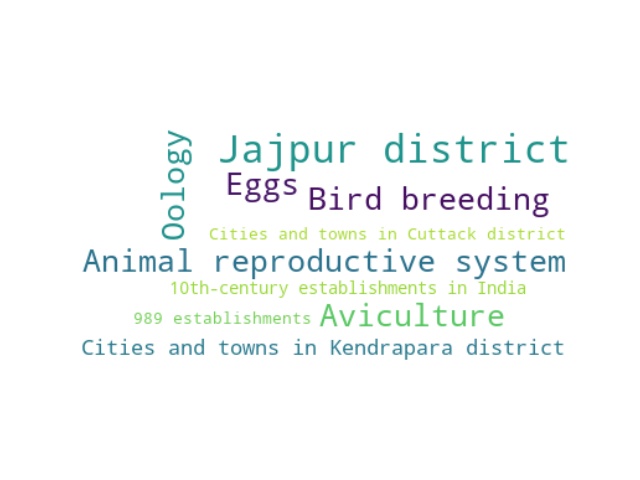 Oology
Jajpur district
Eggs
Bird breeding
Cities and towns in Cuttack district
Animal reproductive system
10th-century establishments in India
989 establishments
Aviculture
Cities and towns in Kendrapara district